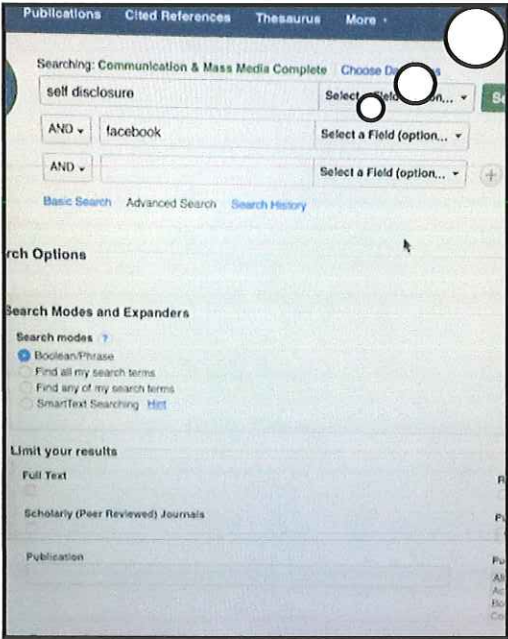 Publications Cited References Thesaurus More
Searching: Communication & Mass Media Complete Choose
self disclosure Select
AND facebook Select a Field (option...
AND Select a Field (option...
Basic Search Advanced Search Search History
rch Options
Search Modes and Expanders
Search modes ?
Boolean/Phrase
Find all my search terms
Find any of my search terms
SmartText Searching Hint
Limit your results
Full Text
Scholarly (Peer Reviewed) Journals
Publication